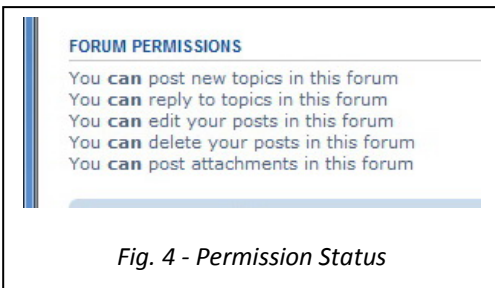 FORUM PERMISSIONS
You can post new topics in this forum
You can reply to topics in this forum
You can edit your posts in this forum
You can delete your posts in this forum
You can post attachments in this forum
Fig. 4 - Permission Status